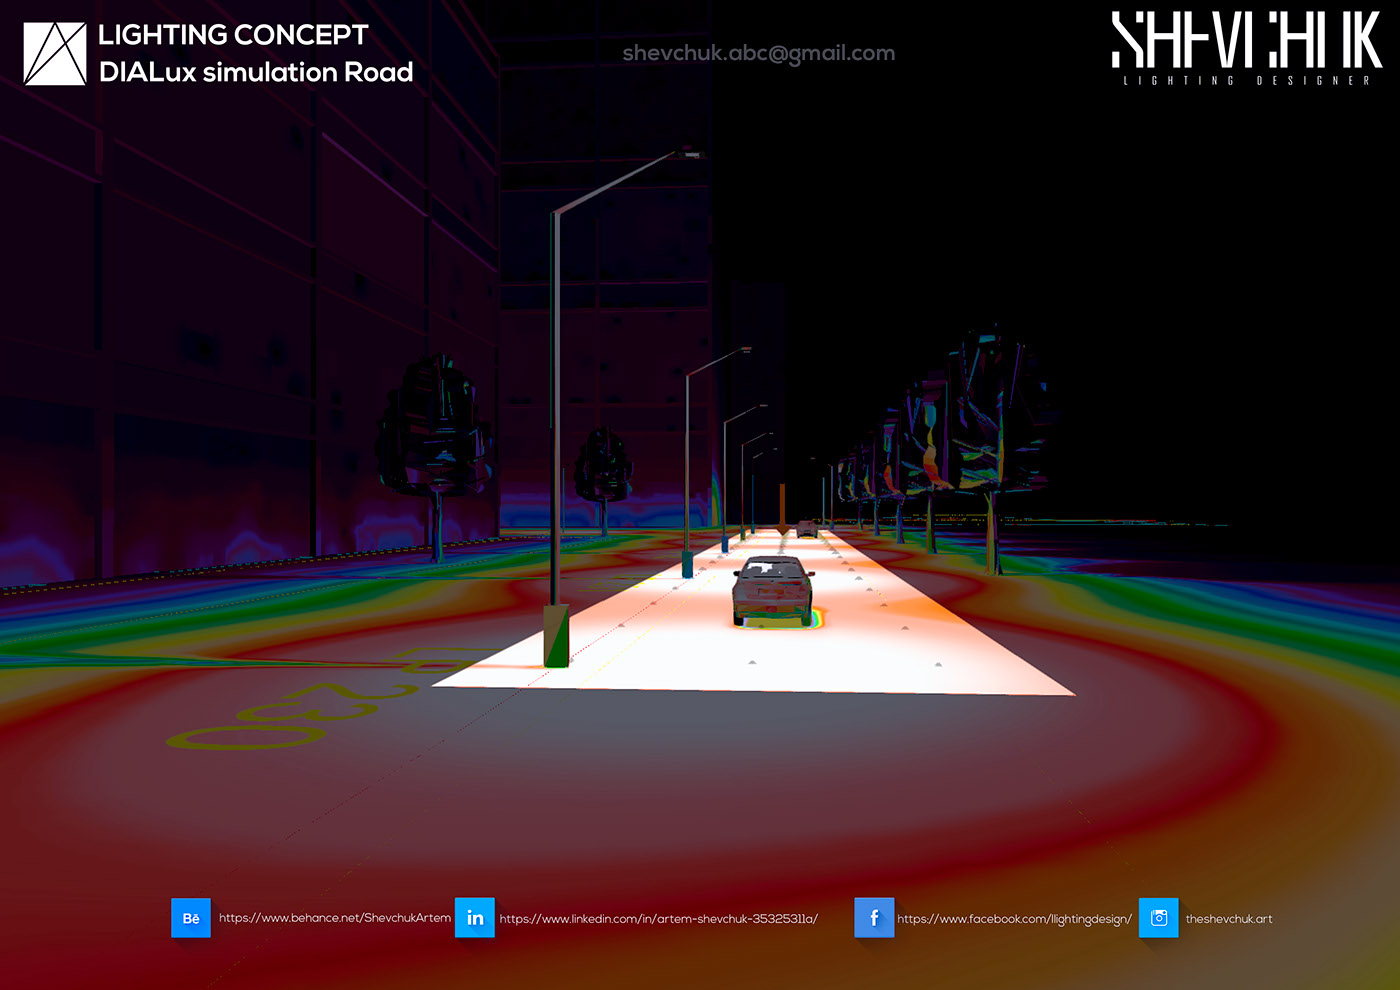 LIGHTING CONCEPT
DIALux simulation Road
shevchuk.abc@gmail.com
SHEVCHUK
LIGHTING DESIGNER
Bē https://www.behance.net/ShevchukArtem
in https://www.linkedin.com/in/artem-shevchuk-35325311a/
f https://www.facebook.com/llightingdesign/
theshevchuk.art